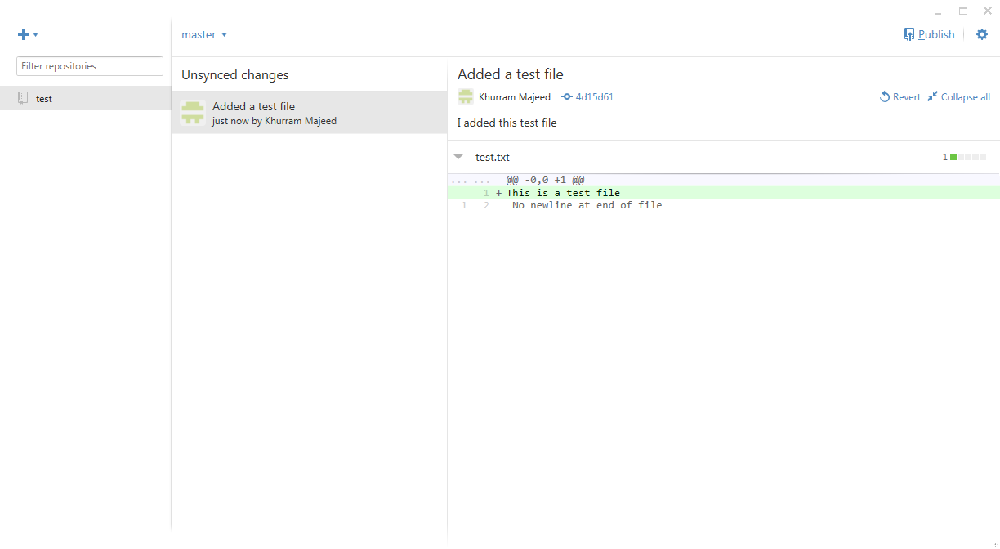 master
Publish
Filter repositories
test
Unsynced changes
Added a test file
just now by Khurram Majeed
Added a test file
Khurram Majeed 4d15d61
Revert Collapse all
I added this test file
test.txt
1
... ... @@ -0,0 +1 @@
1 + This is a test file
1 2 No newline at end of file